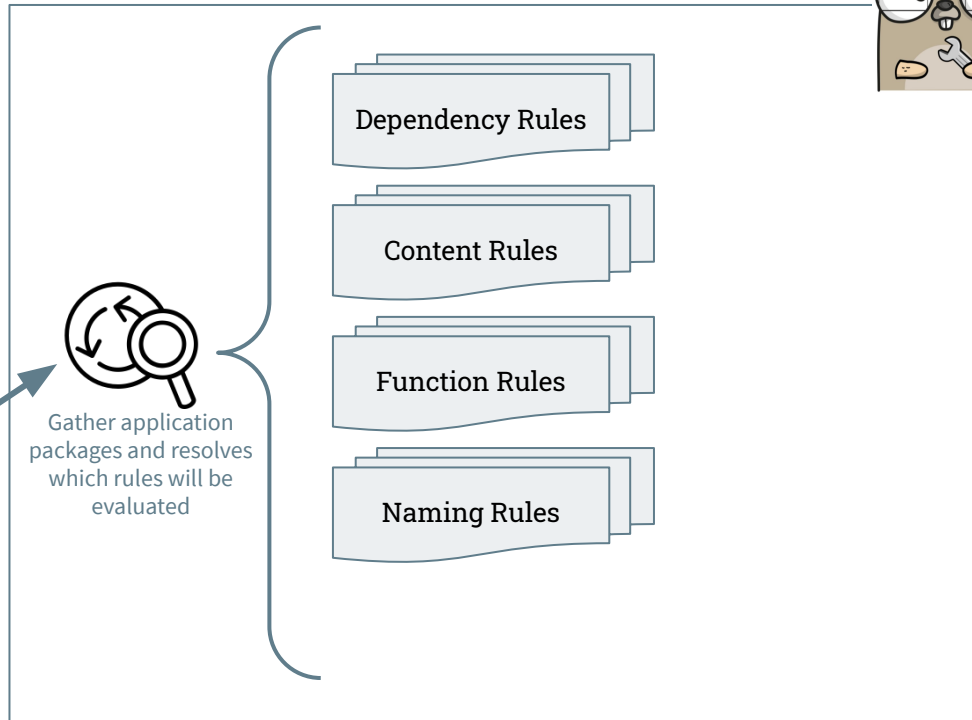 Dependency Rules
Content Rules
Function Rules
Gather application
packages and resolves
which rules will be
evaluated
Naming Rules